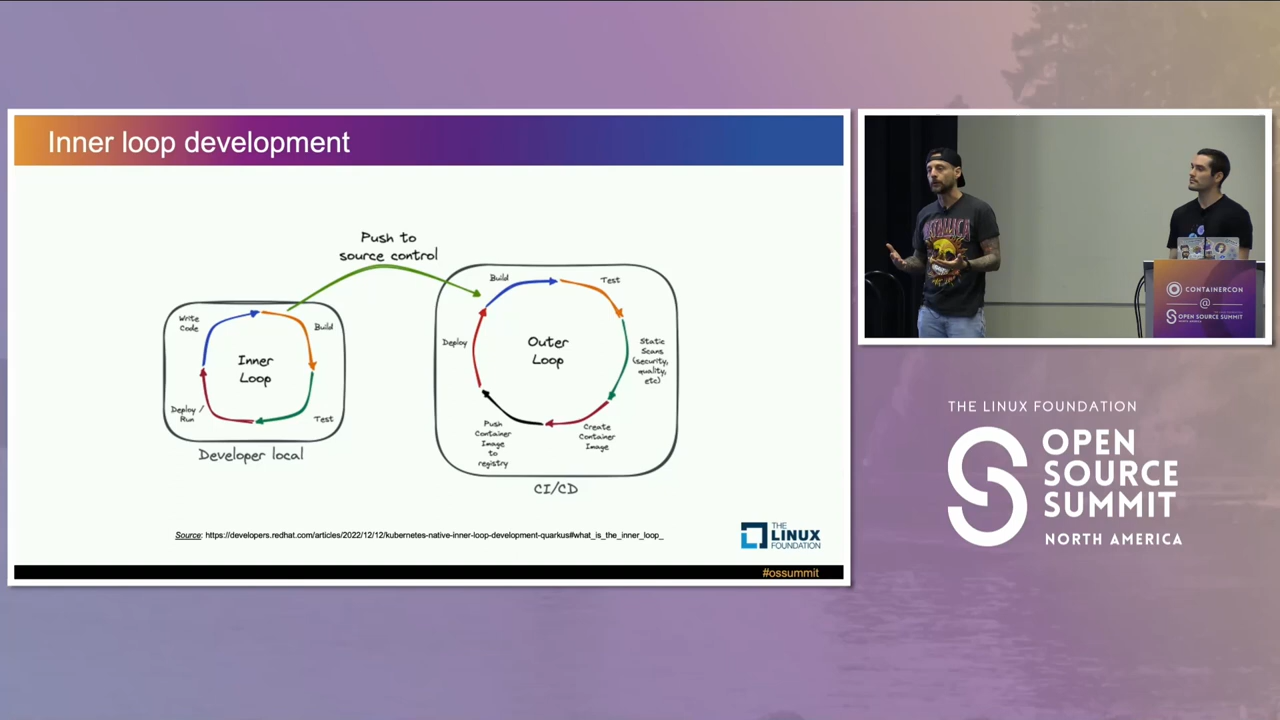 Inner loop development
Push to
source control
Write
Code
Build
Inner
Loop
Deploy /
Run
Test
Developer local
Build
Test
Deploy
Outer
Loop
Static
Scans
(security,
quality,
etc)
Push
Container
Image
to
registry
Create
Container
Image
CI/CD
Source: https://developers.redhat.com/articles/2022/12/12/kubernetes-native-inner-loop-development-quarkus#what_is_the_inner_loop_
THE
LINUX
FOUNDATION
#ossummit
METALLICA
CONTAINERCON
@
OPEN SOURCE SUMMIT
NORTH AMERICA
THE LINUX FOUNDATION
OPEN
SOURCE
SUMMIT
NORTH AMERICA